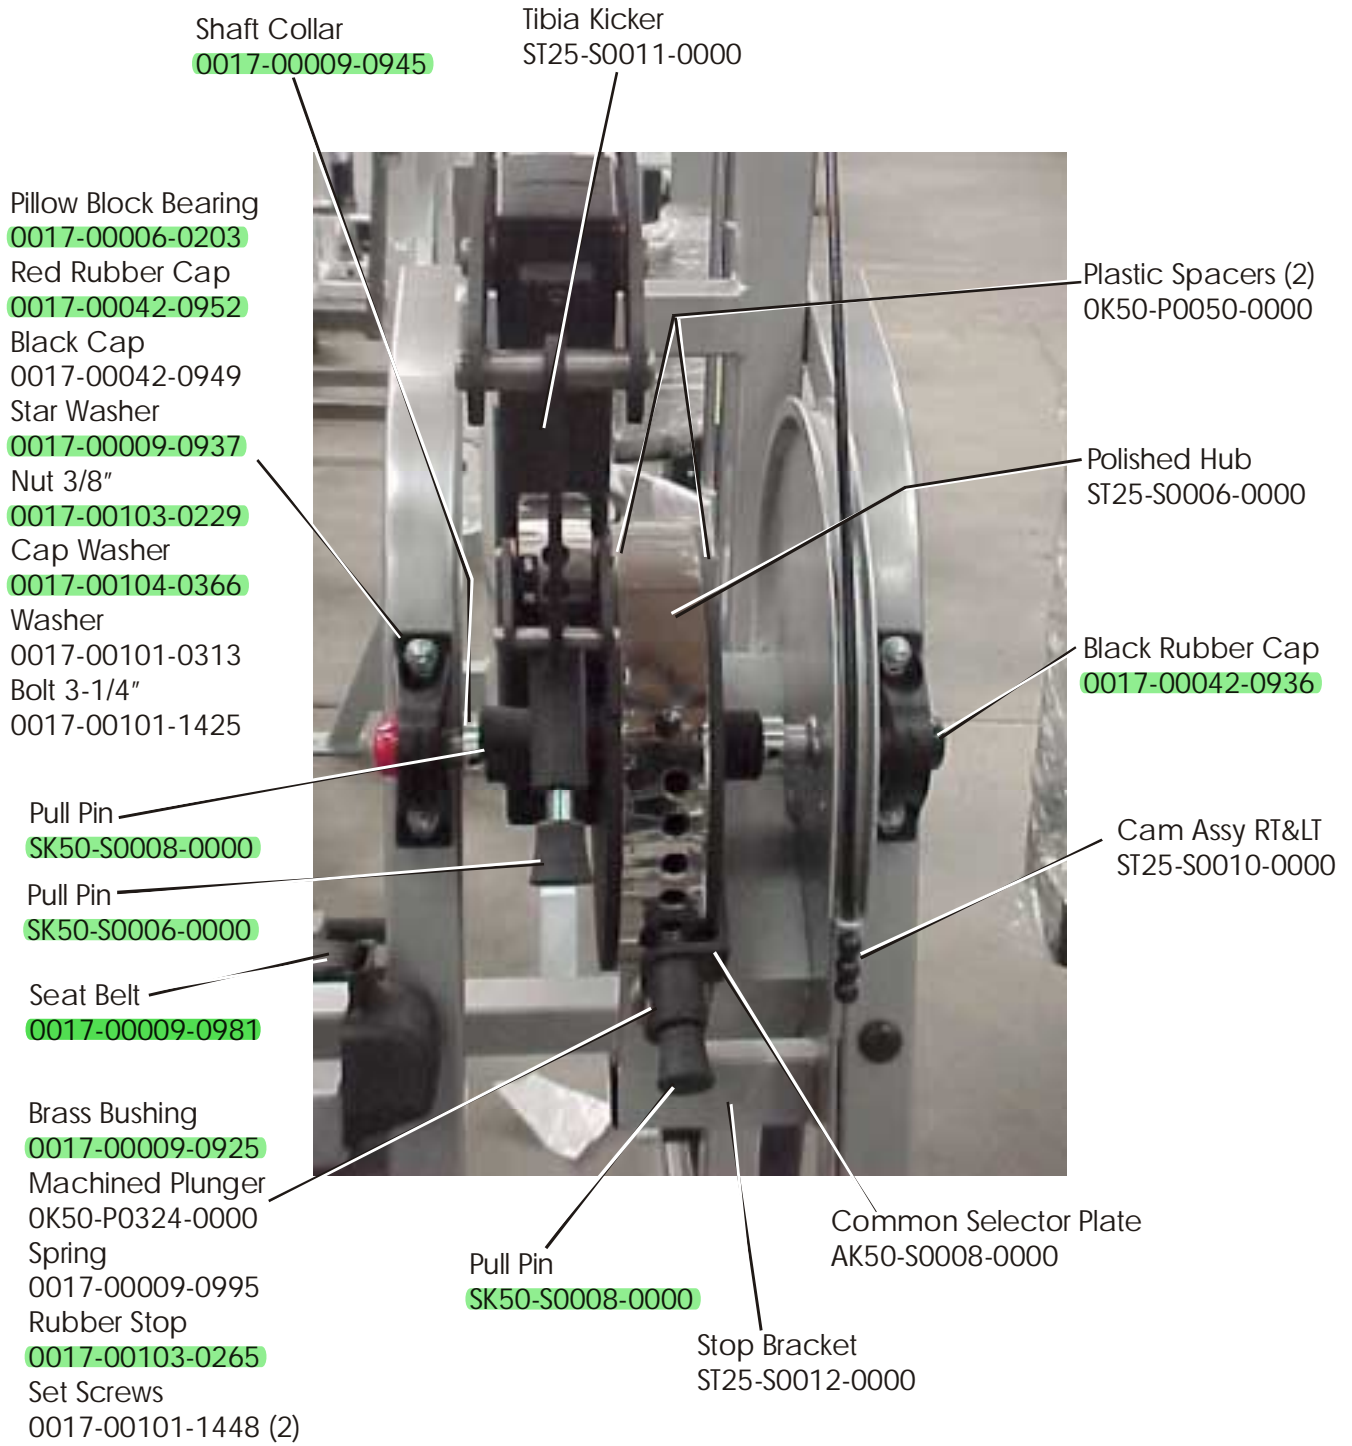 Shaft Collar
0017-00009-0945
Tibia Kicker
ST25-S0011-0000
Pillow Block Bearing
0017-00006-0203
Red Rubber Cap
0017-00042-0952
Black Cap
0017-00042-0949
Star Washer
0017-00009-0937
Nut 3/8"
0017-00103-0229
Cap Washer
0017-00104-0366
Washer
0017-00101-0313
Bolt 3-1/4"
0017-00101-1425
Plastic Spacers (2)
0K50-P0050-0000
Polished Hub
ST25-S0006-0000
Black Rubber Cap
0017-00042-0936
Cam Assy RT&LT
ST25-S0010-0000
Pull Pin
SK50-S0008-0000
Pull Pin
SK50-S0006-0000
Seat Belt
0017-00009-0981
Brass Bushing
0017-00009-0925
Machined Plunger
0K50-P0324-0000
Spring
0017-00009-0995
Rubber Stop
0017-00103-0265
Set Screws
0017-00101-1448 (2)
Pull Pin
SK50-S0008-0000
Common Selector Plate
AK50-S0008-0000
Stop Bracket
ST25-S0012-0000